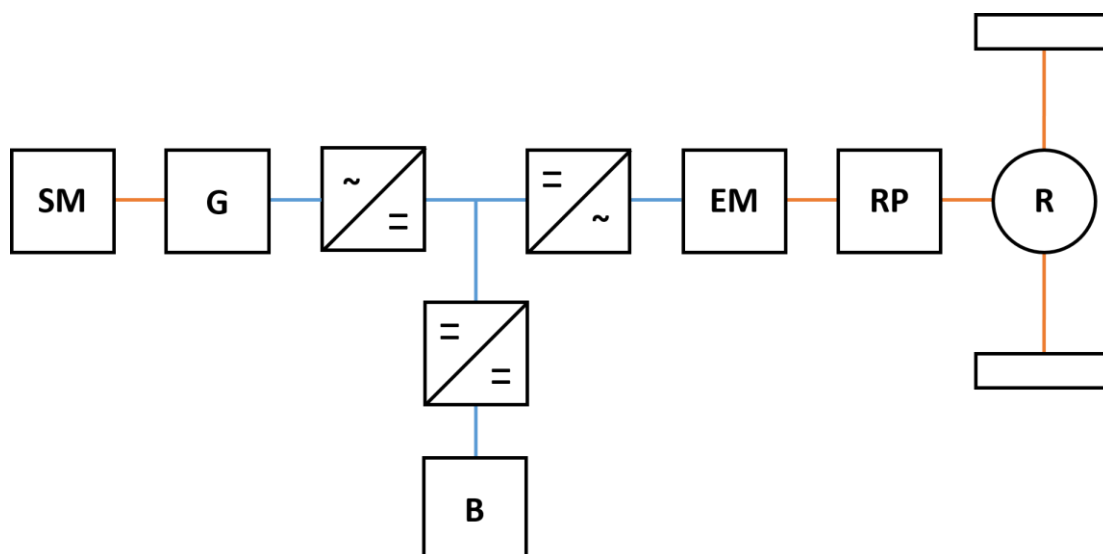 SM G ~ = = ~ EM RP R
= =
B